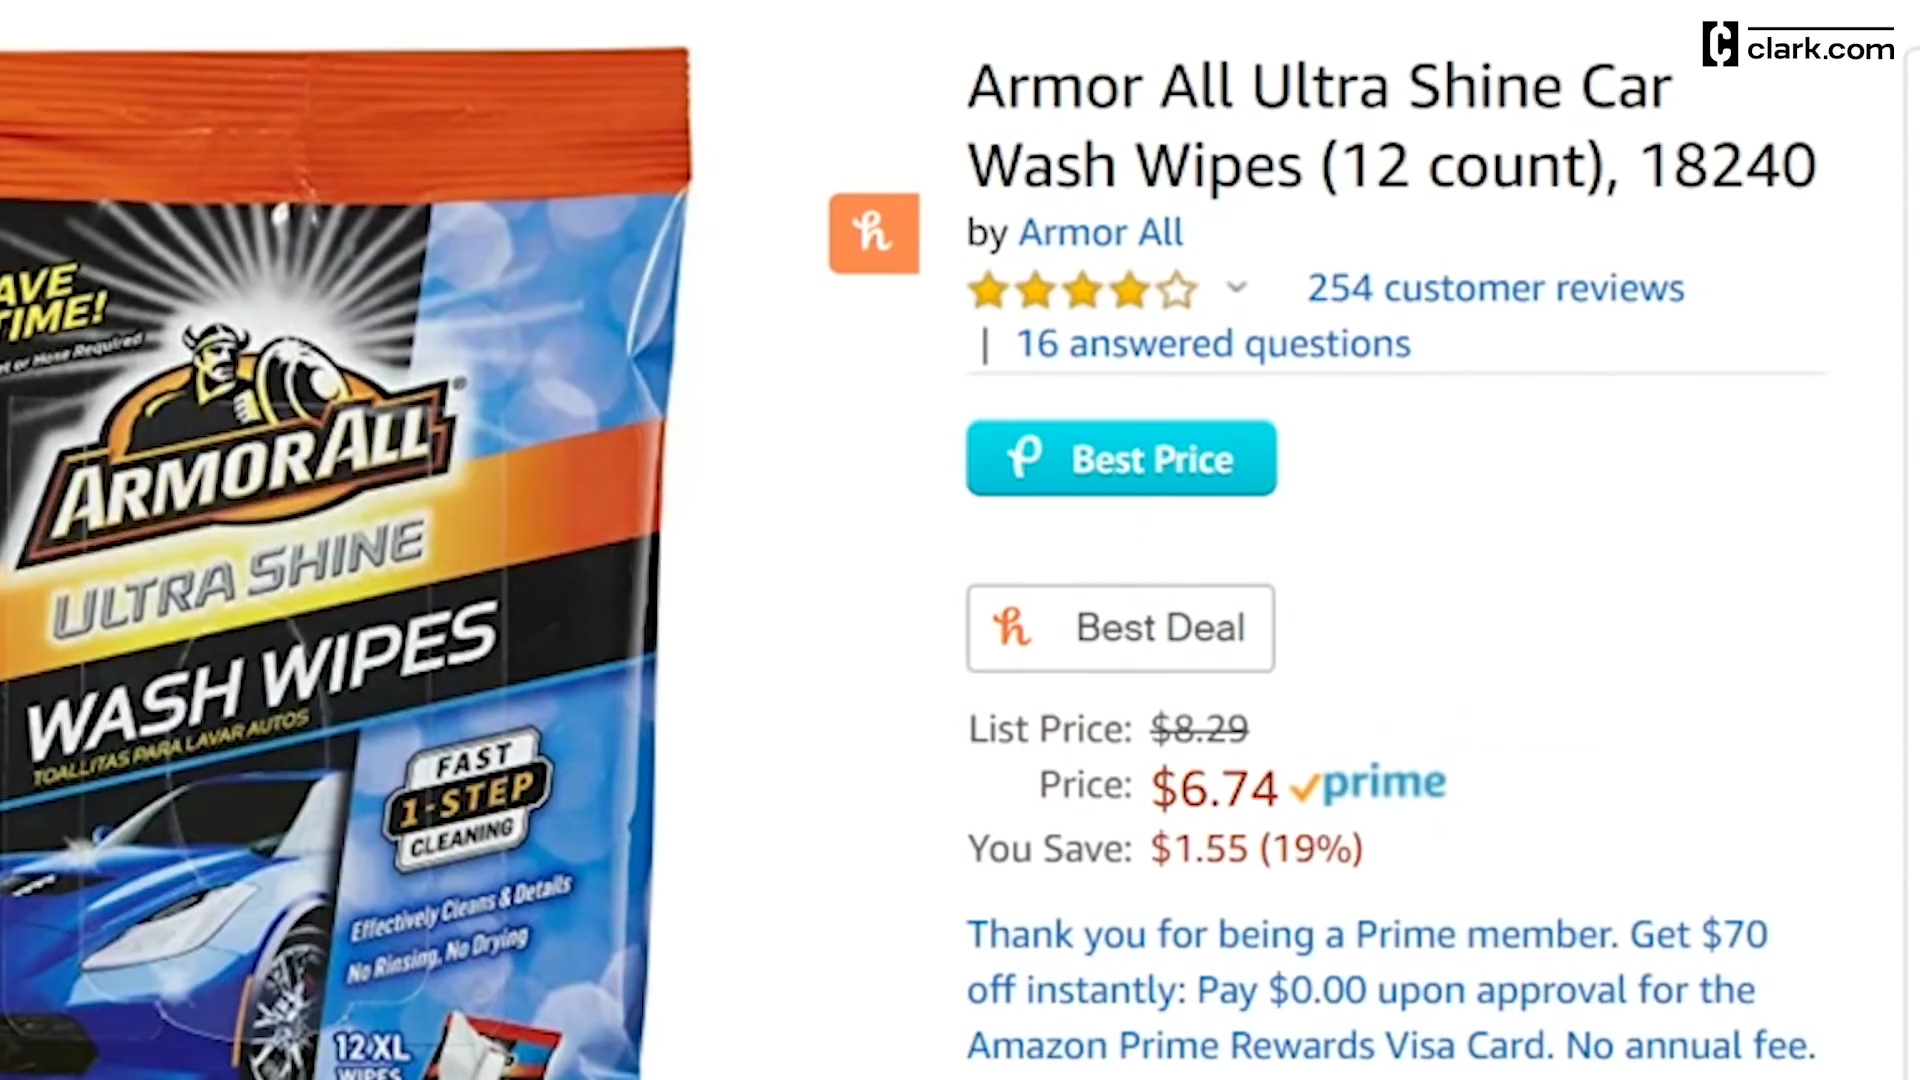 clark.com
Armor All Ultra Shine Car
Wash Wipes (12 count), 18240
by Armor All
254 customer reviews
| 16 answered questions
Best Price
Best Deal
List Price: $8.29
Price: $6.74 prime
You Save: $1.55 (19%)
Thank you for being a Prime member. Get $70
off instantly: Pay $0.00 upon approval for the
Amazon Prime Rewards Visa Card. No annual fee.
ARMOR ALL®
ULTRA SHINE
WASH WIPES
TOALLITAS PARA LAVAR AUTOS
FAST
1-STEP
CLEANING
Effectively Cleans & Details
No Rinsing, No Drying
12 XL
WIPES